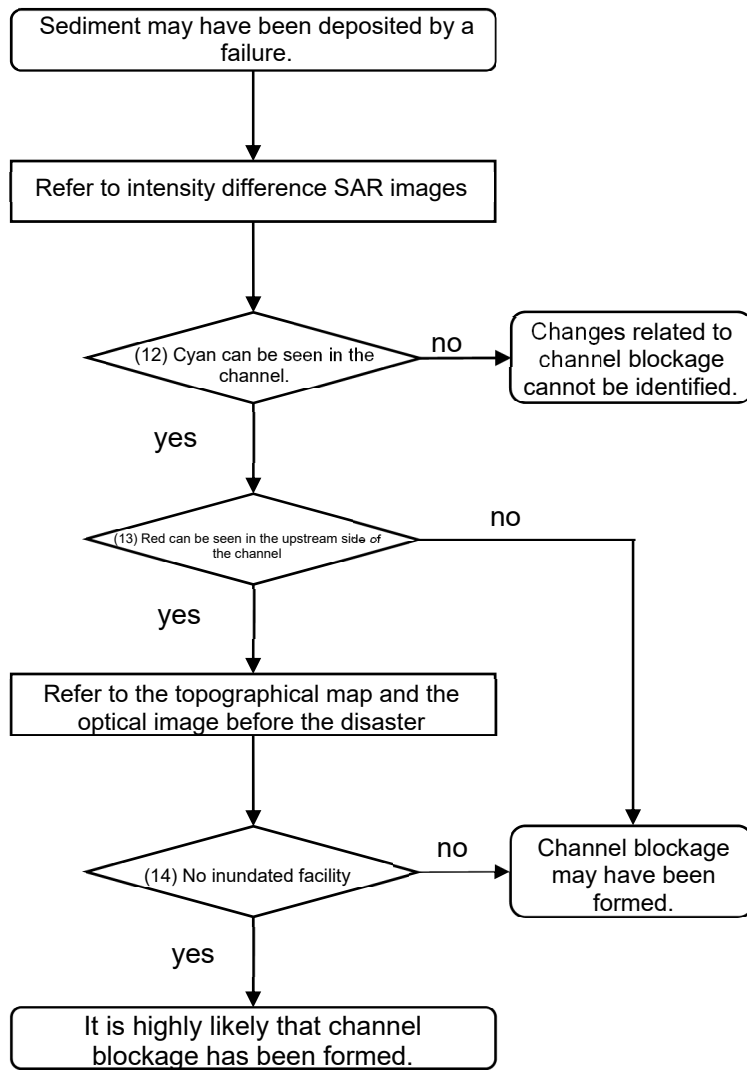 Sediment may have been deposited by a
failure.
Refer to intensity difference SAR images
(12) Cyan can be seen in the
channel.
no
Changes related to
channel blockage
cannot be identified.
yes
(13) Red can be seen in the upstream side of
the channel
no
yes
Refer to the topographical map and the
optical image before the disaster
(14) No inundated facility
no
Channel blockage
may have been
formed.
yes
It is highly likely that channel
blockage has been formed.